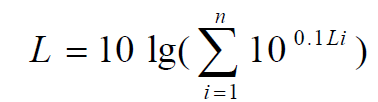 L = 10 lg( ∑_{i=1}^{n} 10^{0.1Li} )